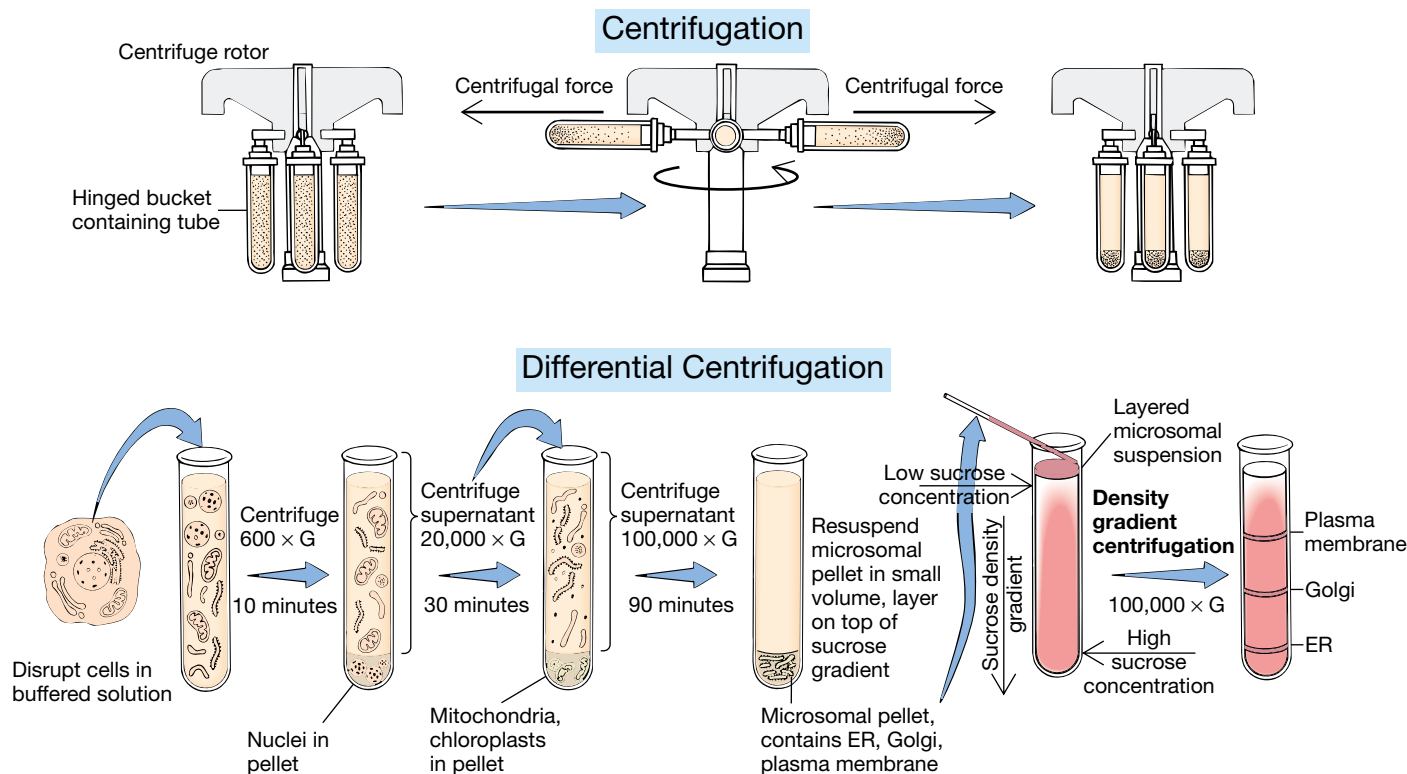 Centrifugation
Centrifuge rotor
Centrifugal force
Centrifugal force
Hinged bucket
containing tube
Differential Centrifugation
Disrupt cells in
buffered solution
Centrifuge
600 × G
10 minutes
Nuclei in
pellet
Centrifuge
supernatant
20,000 × G
30 minutes
Mitochondria,
chloroplasts
in pellet
Centrifuge
supernatant
100,000 × G
90 minutes
Microsomal pellet,
contains ER, Golgi,
plasma membrane
Resuspend
microsomal
pellet in small
volume, layer
on top of
sucrose
gradient
Low sucrose
concentration
Sucrose density
gradient
Layered
microsomal
suspension
Density
gradient
centrifugation
100,000 × G
High
sucrose
concentration
Plasma
membrane
Golgi
ER